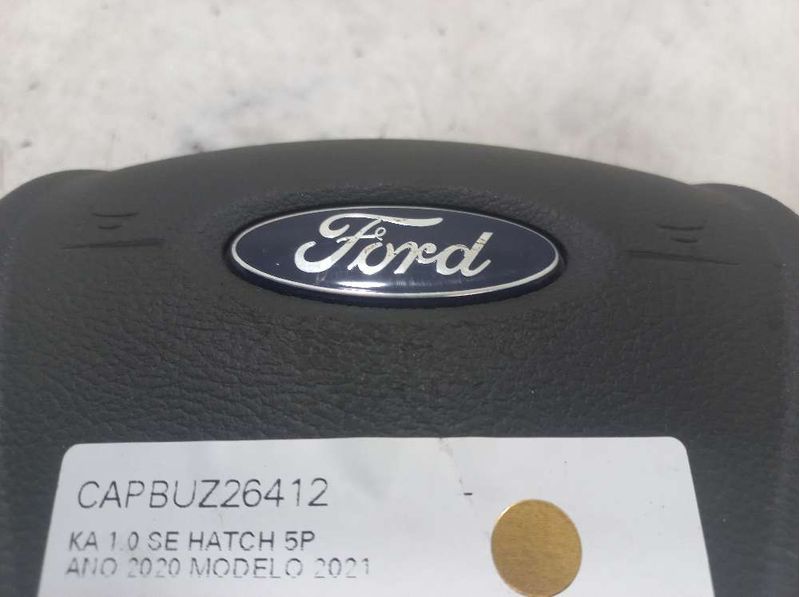 Ford
CAPBUZ26412 -
KA 1.0 SE HATCH 5P
ANO 2020 MODELO 2021